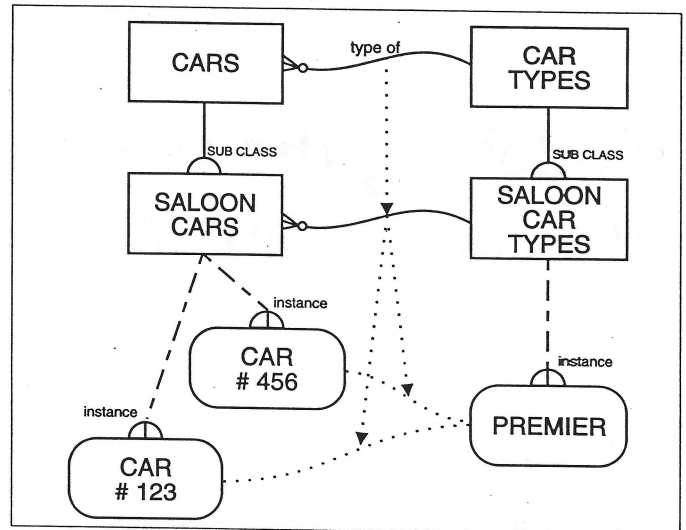 CARS
type of
CAR
TYPES
SUB CLASS
SUB CLASS
SALOON
CARS
SALOON
CAR
TYPES
instance
CAR
# 456
instance
PREMIER
instance
CAR
# 123